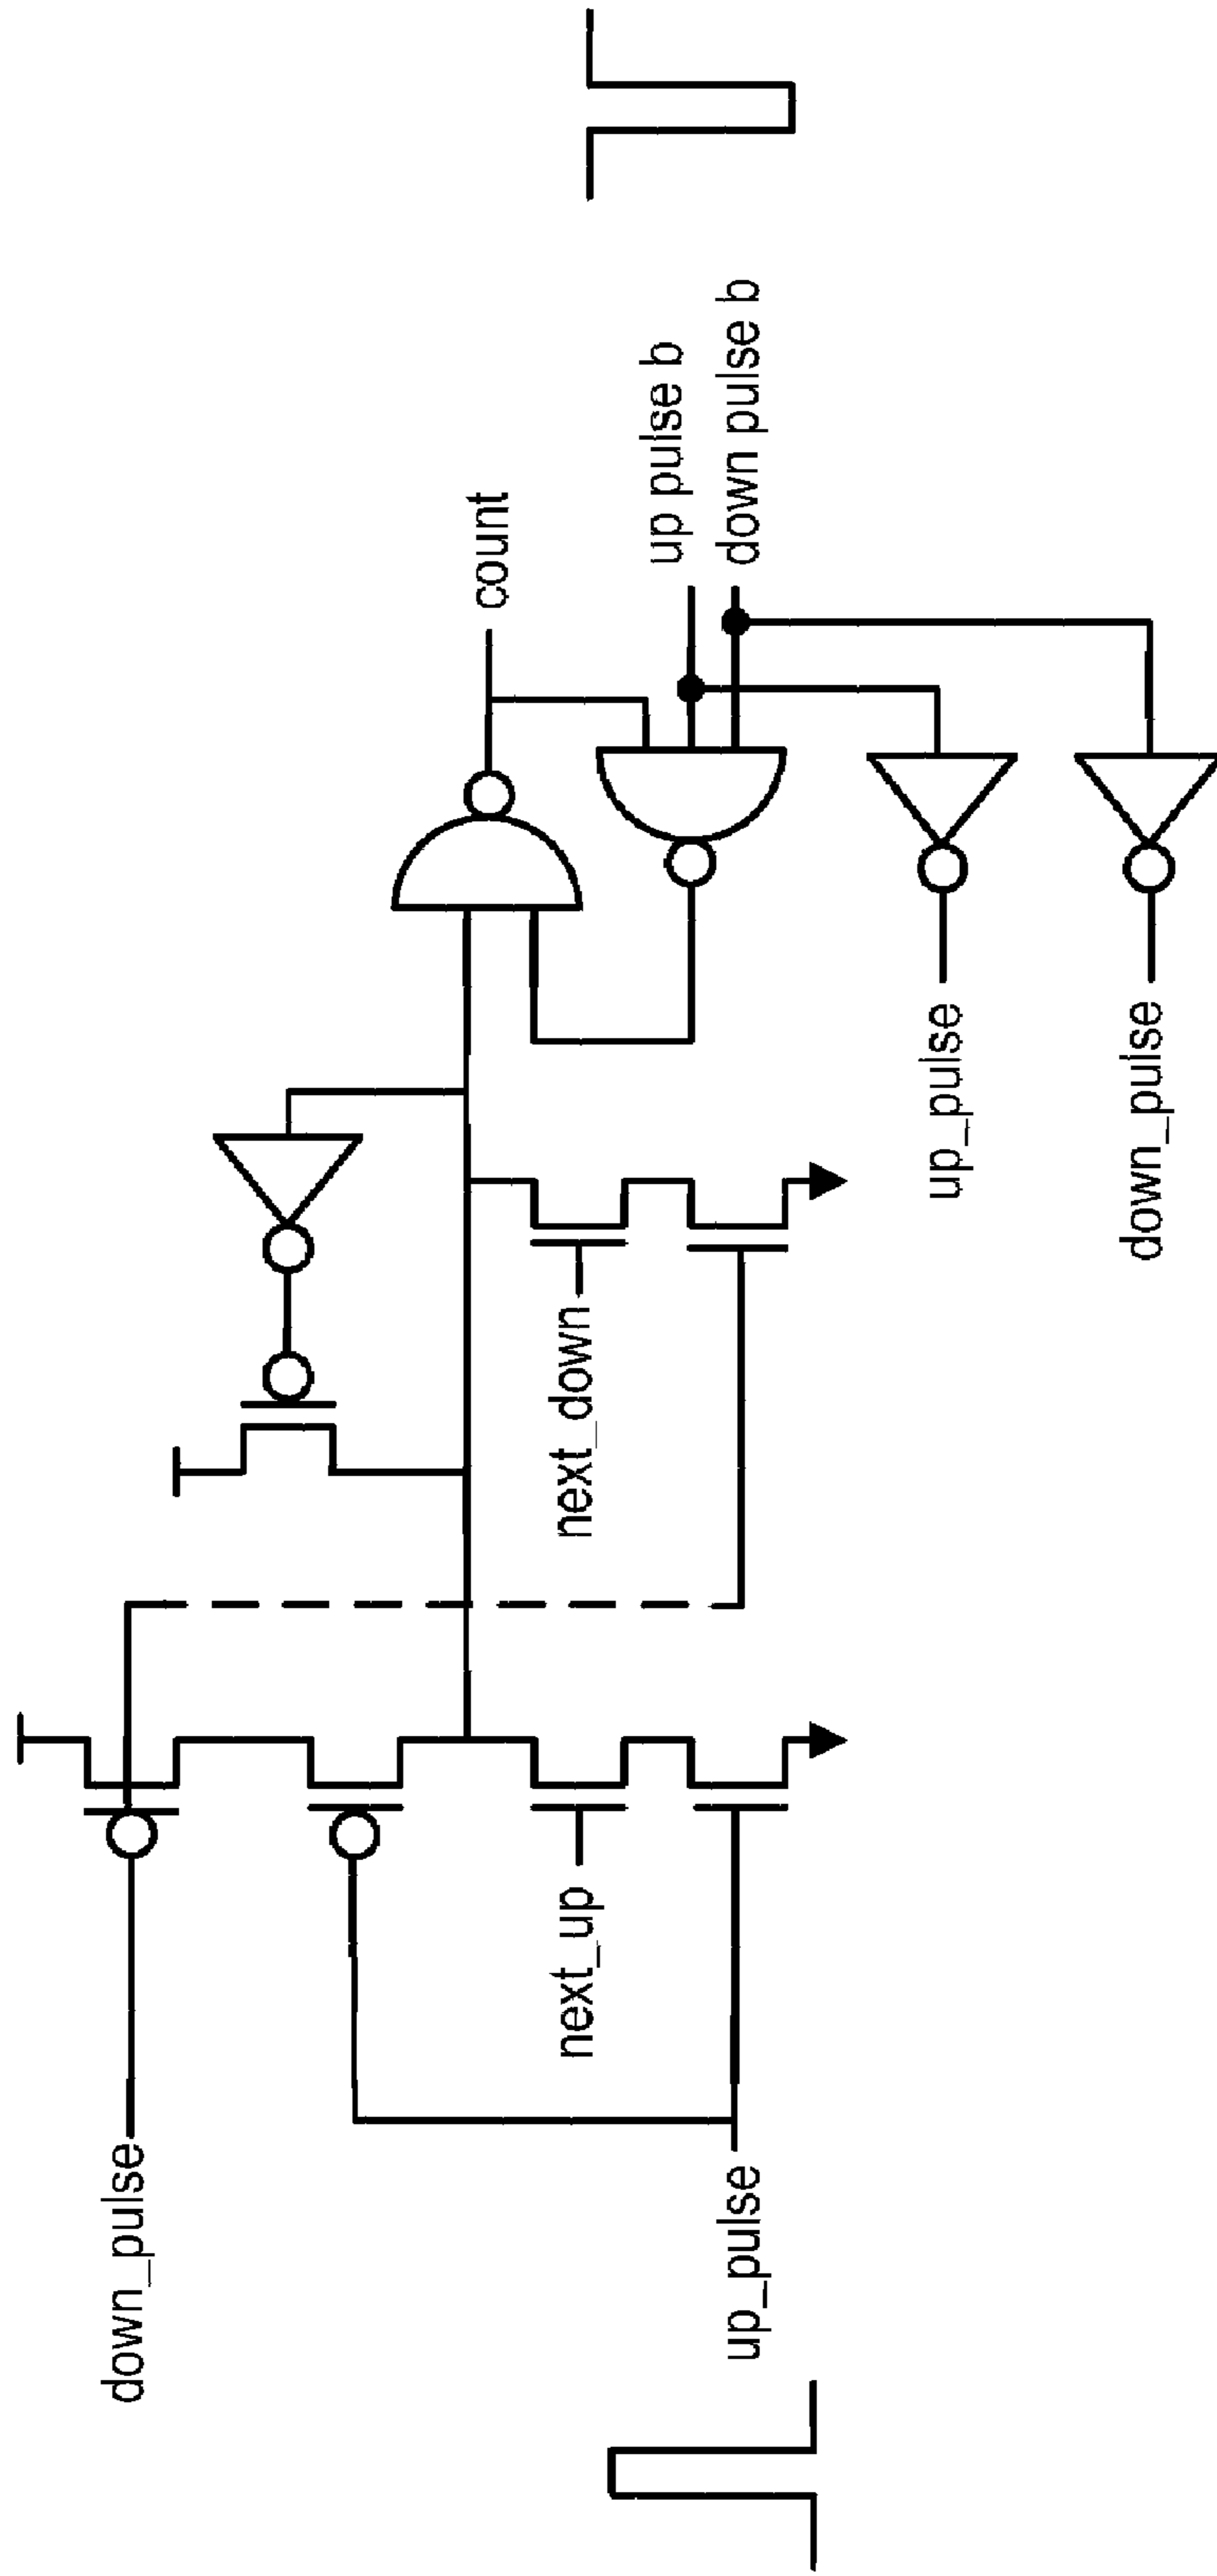 down_pulse
count
next_up
next_down
up pulse b
up_pulse
down pulse b
up_pulse
down_pulse